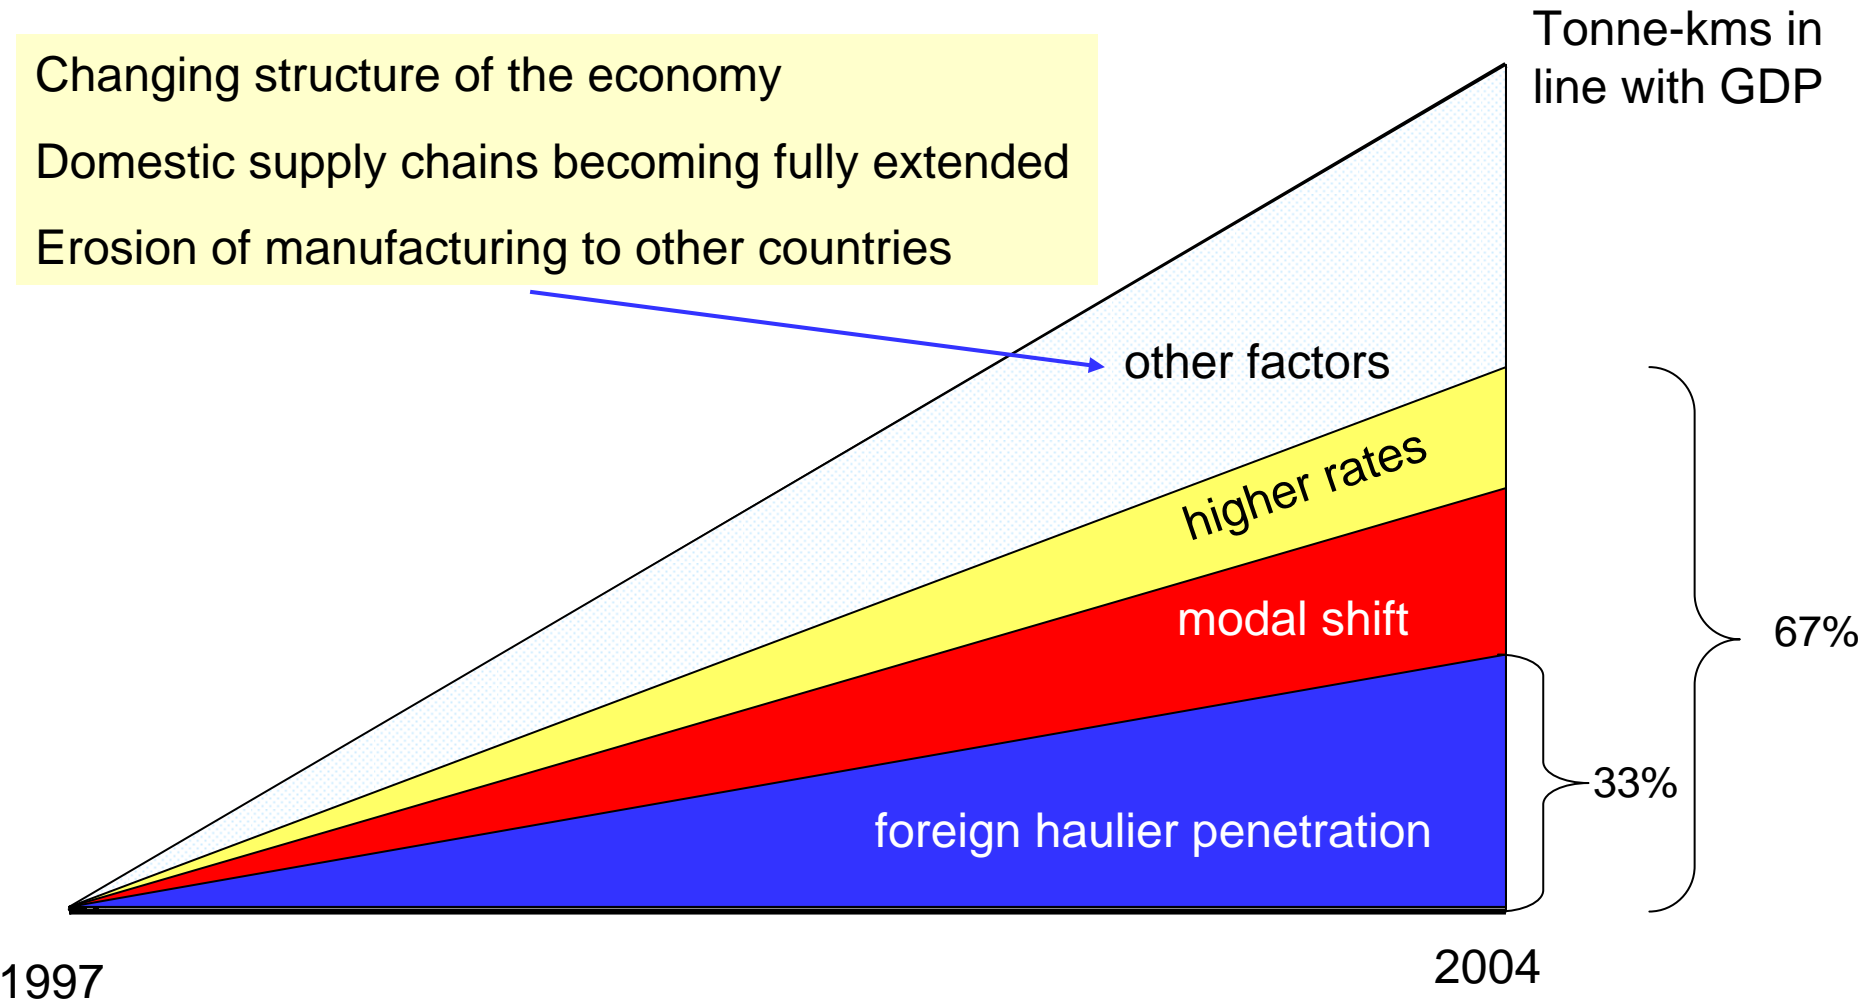 Tonne-kms in
line with GDP
Changing structure of the economy
Domestic supply chains becoming fully extended
Erosion of manufacturing to other countries
other factors
higher rates
modal shift
67%
33%
foreign haulier penetration
1997
2004